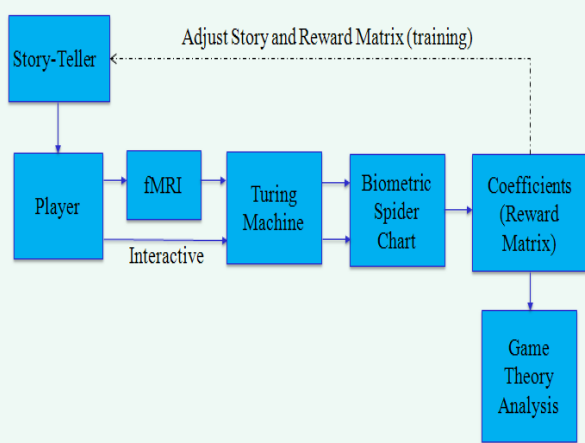 Adjust Story and Reward Matrix (training)
Story-Teller
Player
fMRI
Interactive
Turing
Machine
Biometric
Spider
Chart
Coefficients
(Reward
Matrix)
Game
Theory
Analysis